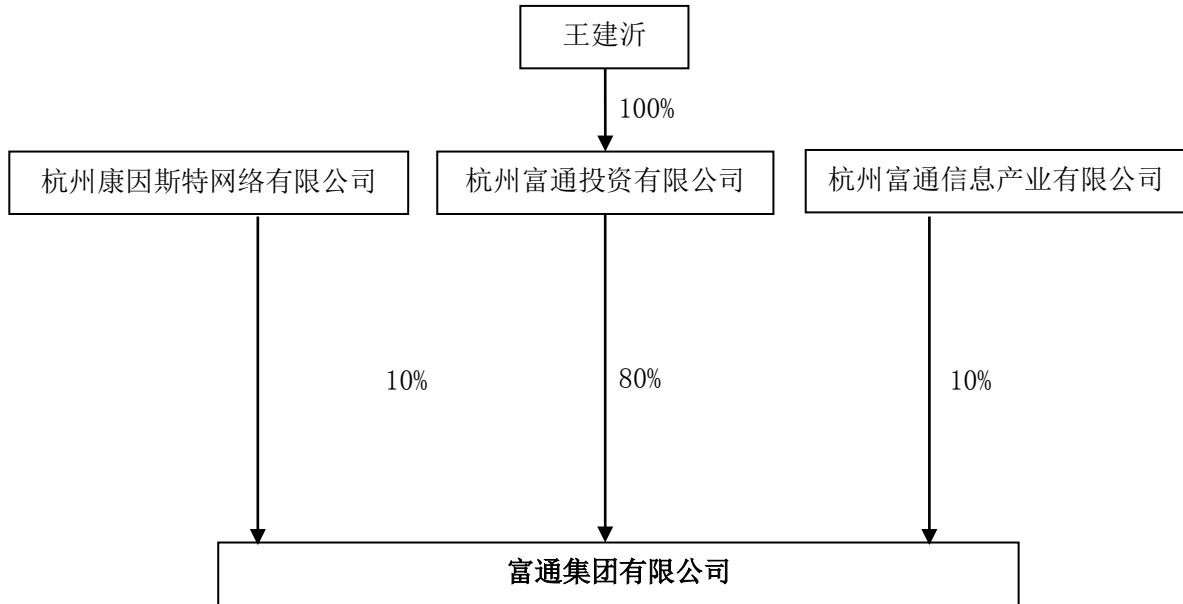 王建沂
100%
杭州康因斯特网络有限公司
杭州富通投资有限公司
杭州富通信息产业有限公司
10%
80%
10%
富通集团有限公司